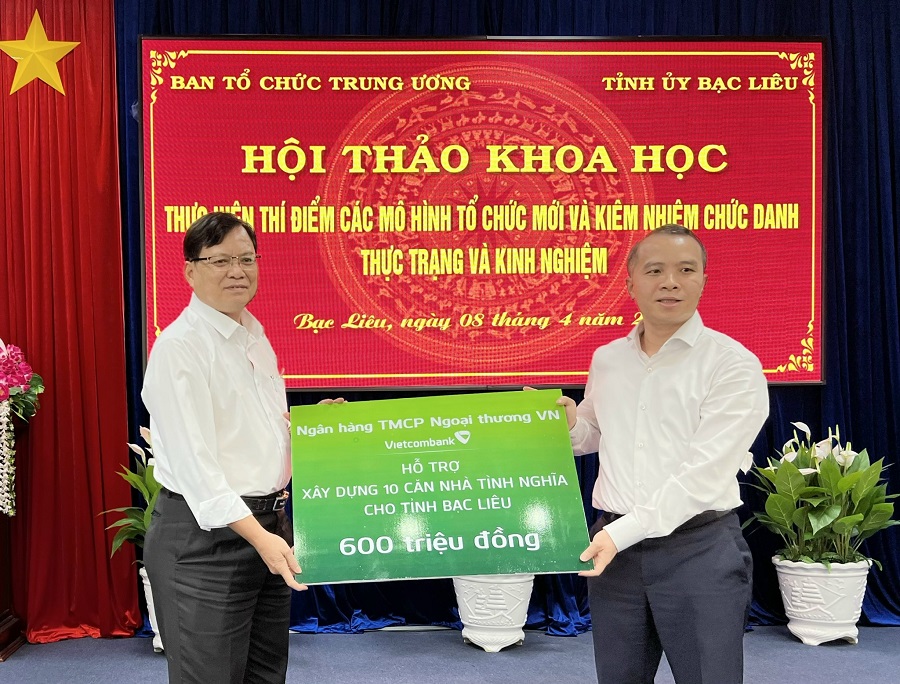 BAN TỔ CHỨC TRUNG ƯƠNG TỈNH ỦY BẠC LIÊU
HỘI THẢO KHOA HỌC
THỰC HIỆN THÍ ĐIỂM CÁC MÔ HÌNH TỔ CHỨC MỚI VÀ KIÊM NHIỆM CHỨC DANH
THỰC TRẠNG VÀ KINH NGHIỆM
Bạc Liêu, ngày 08 tháng 4 năm 2
Ngân hàng TMCP Ngoại thương VN
Vietcombank
HỖ TRỢ
XÂY DỰNG 10 CĂN NHÀ TÌNH NGHĨA
CHO TỈNH BẠC LIÊU
600 triệu đồng